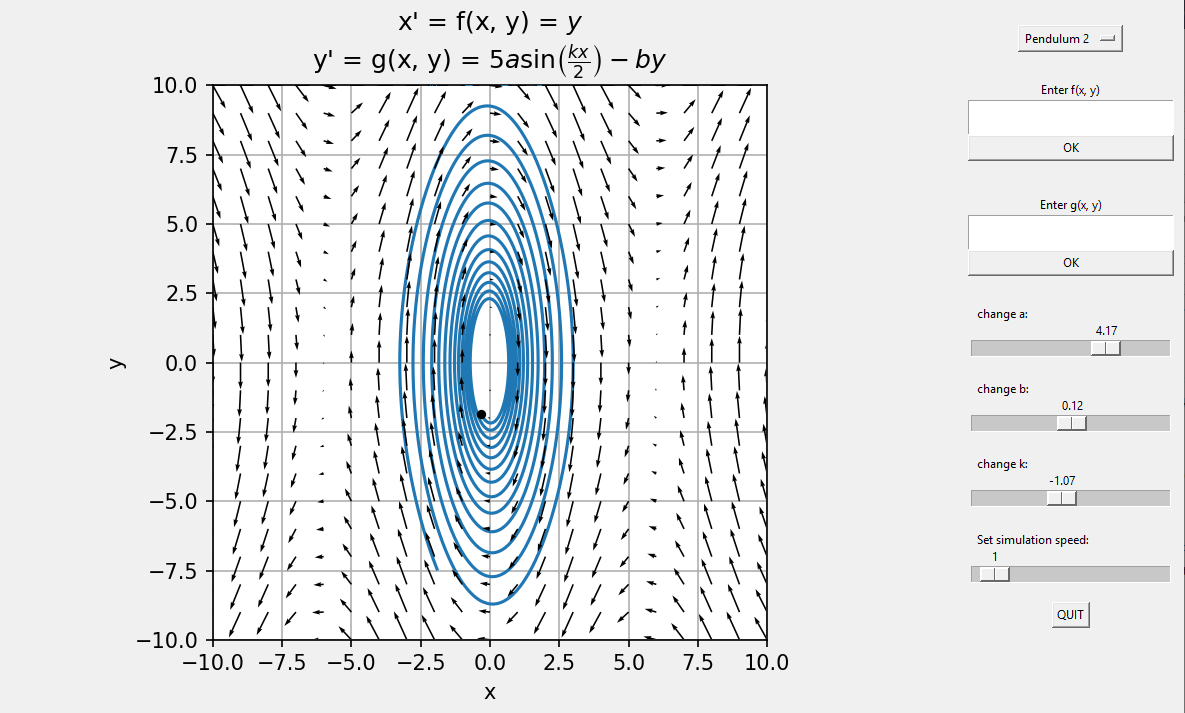 x' = f(x, y) = y
y' = g(x, y) = 5asin(kx/2) − by
10.0
7.5
5.0
2.5
0.0
−2.5
−5.0
−7.5
−10.0
y
−10.0 −7.5 −5.0 −2.5 0.0 2.5 5.0 7.5 10.0
x
Pendulum 2
Enter f(x, y)
OK
Enter g(x, y)
OK
change a:
4.17
change b:
0.12
change k:
-1.07
Set simulation speed:
1
QUIT